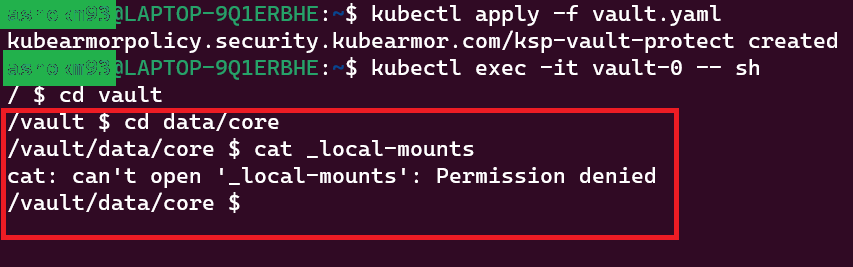 @LAPTOP-9Q1ERBHE:~$ kubectl apply -f vault.yaml
kubearmorpolicy.security.kubearmor.com/ksp-vault-protect created
@LAPTOP-9Q1ERBHE:~$ kubectl exec -it vault-0 -- sh
/ $ cd vault
/vault $ cd data/core
/vault/data/core $ cat _local-mounts
cat: can't open '_local-mounts': Permission denied
/vault/data/core $